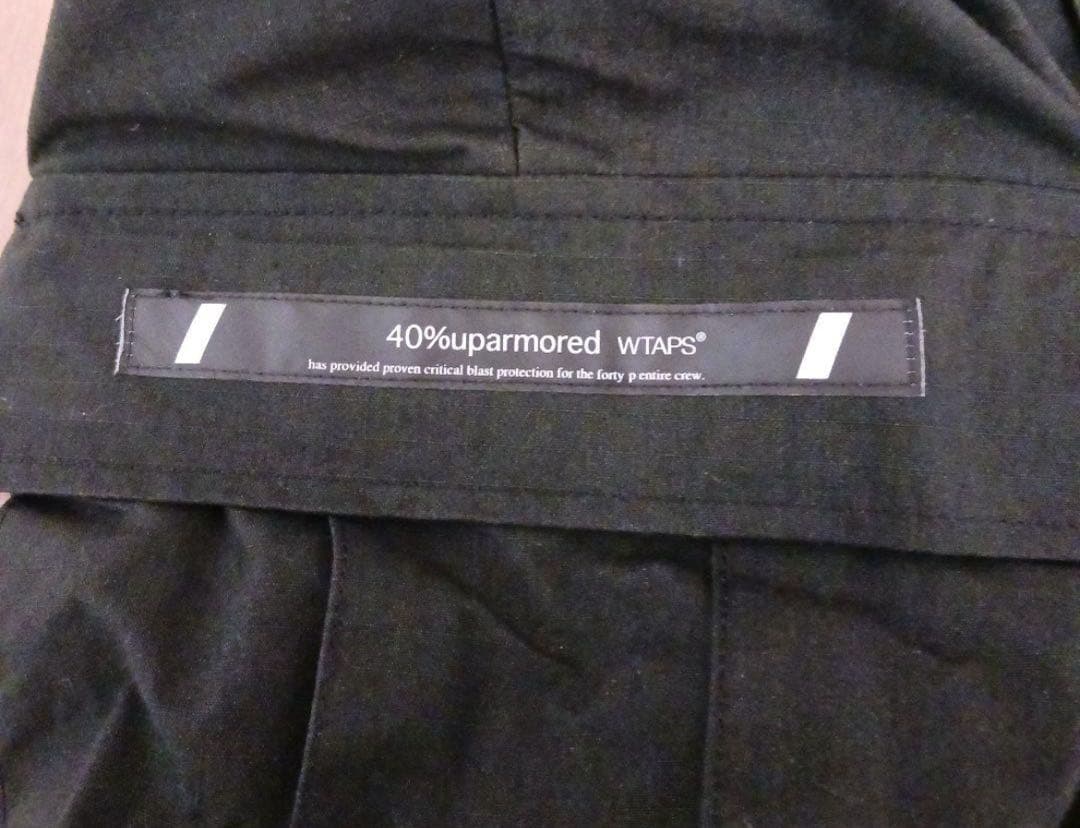 40%uparmored WTAPS®
has provided proven critical blast protection for the forty p entire crew.